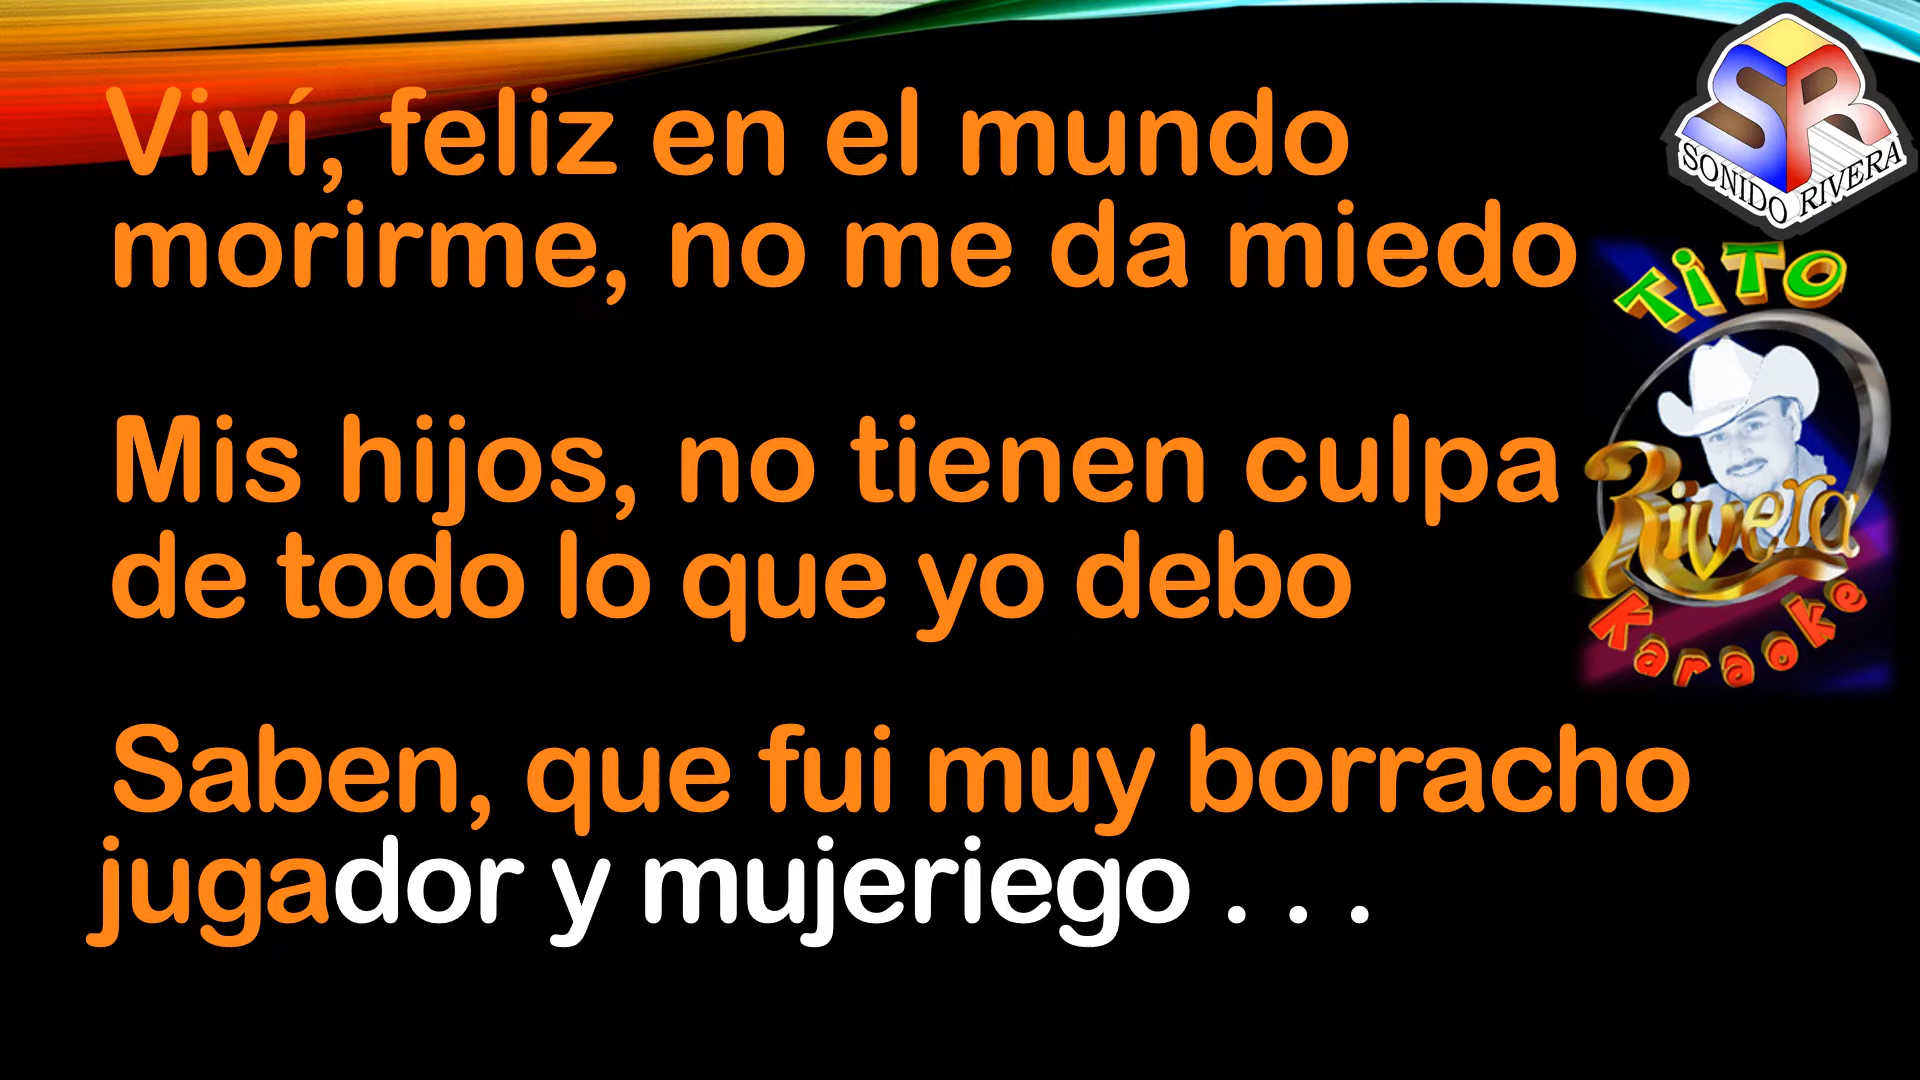 Viví, feliz en el mundo
morirme, no me da miedo
Mis hijos, no tienen culpa
de todo lo que yo debo
Saben, que fui muy borracho
jugador y mujeriego . . .
SR
SONIDO RIVERA
TiTO
Rivera
Karaoke